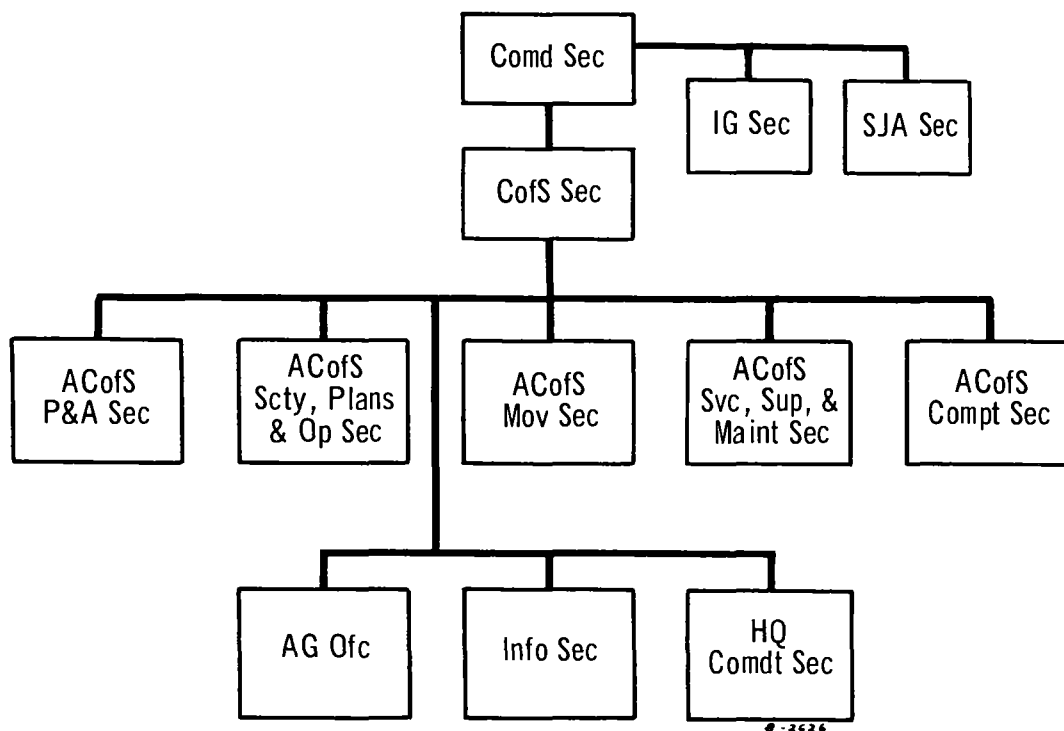 Comd Sec
IG Sec
SJA Sec
CofS Sec
ACofS
P&A Sec
ACofS
Scty, Plans
& Op Sec
ACofS
Mov Sec
ACofS
Svc, Sup, &
Maint Sec
ACofS
Compt Sec
AG Ofc
Info Sec
HQ
Comdt Sec